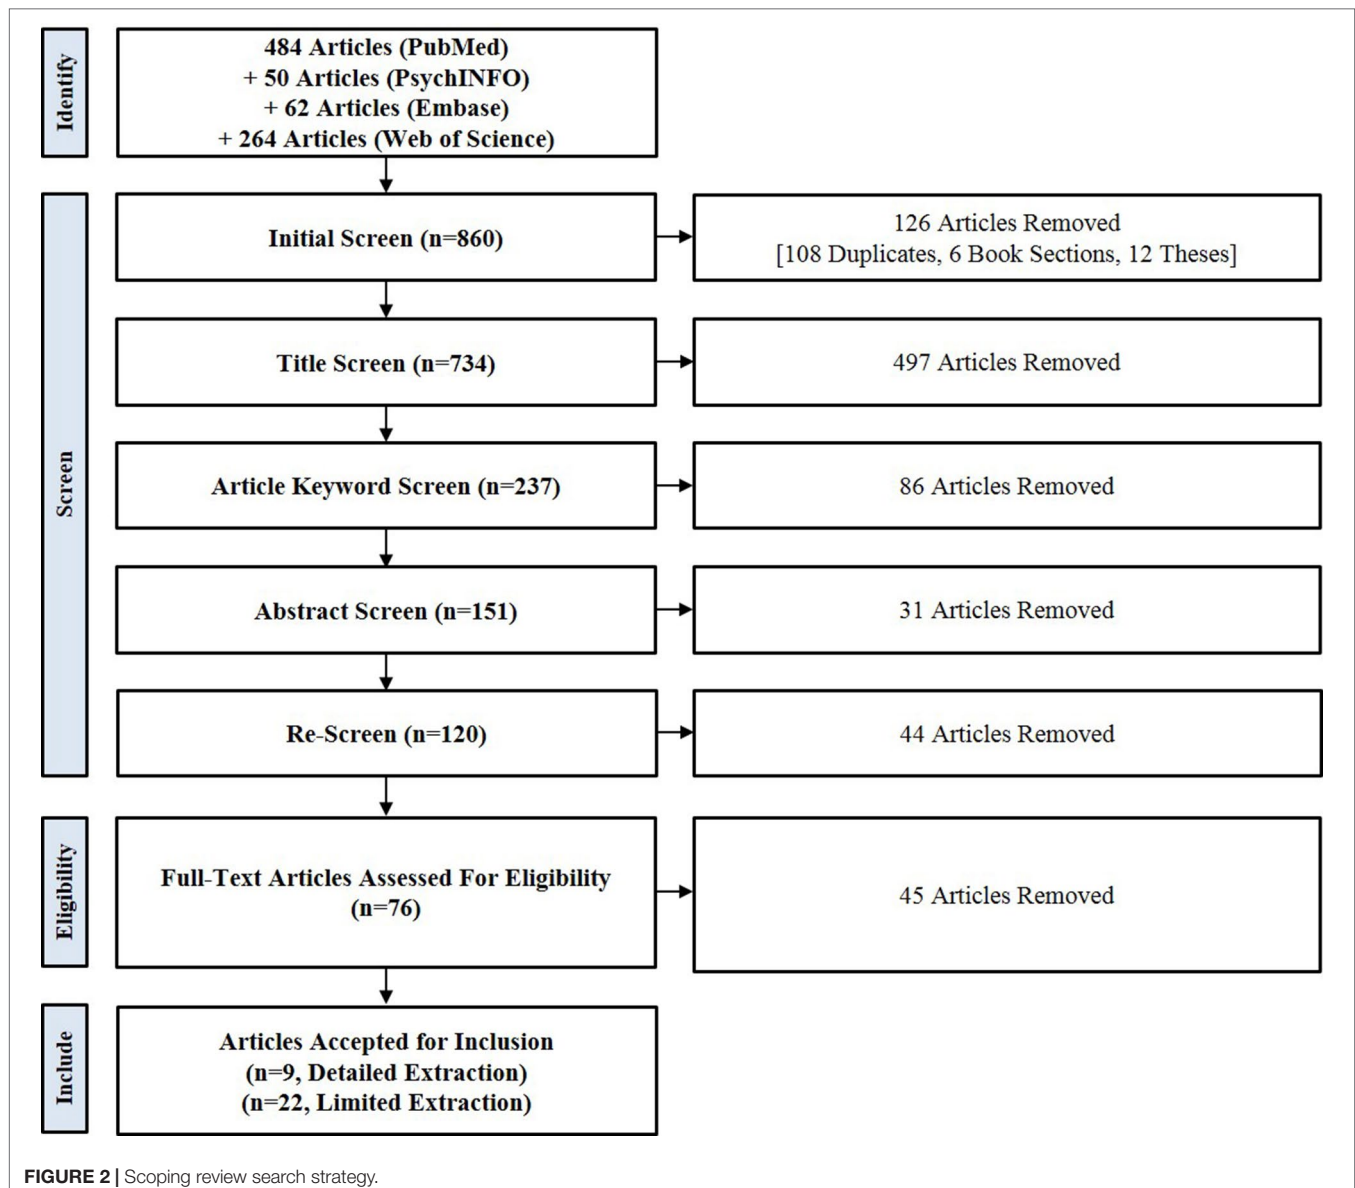 Identify
484 Articles (PubMed)
+ 50 Articles (PsychINFO)
+ 62 Articles (Embase)
+ 264 Articles (Web of Science)
Screen
Initial Screen (n=860)
126 Articles Removed
[108 Duplicates, 6 Book Sections, 12 Theses]
Title Screen (n=734)
497 Articles Removed
Article Keyword Screen (n=237)
86 Articles Removed
Abstract Screen (n=151)
31 Articles Removed
Re-Screen (n=120)
44 Articles Removed
Eligibility
Full-Text Articles Assessed For Eligibility
(n=76)
45 Articles Removed
Include
Articles Accepted for Inclusion
(n=9, Detailed Extraction)
(n=22, Limited Extraction)
FIGURE 2 | Scoping review search strategy.